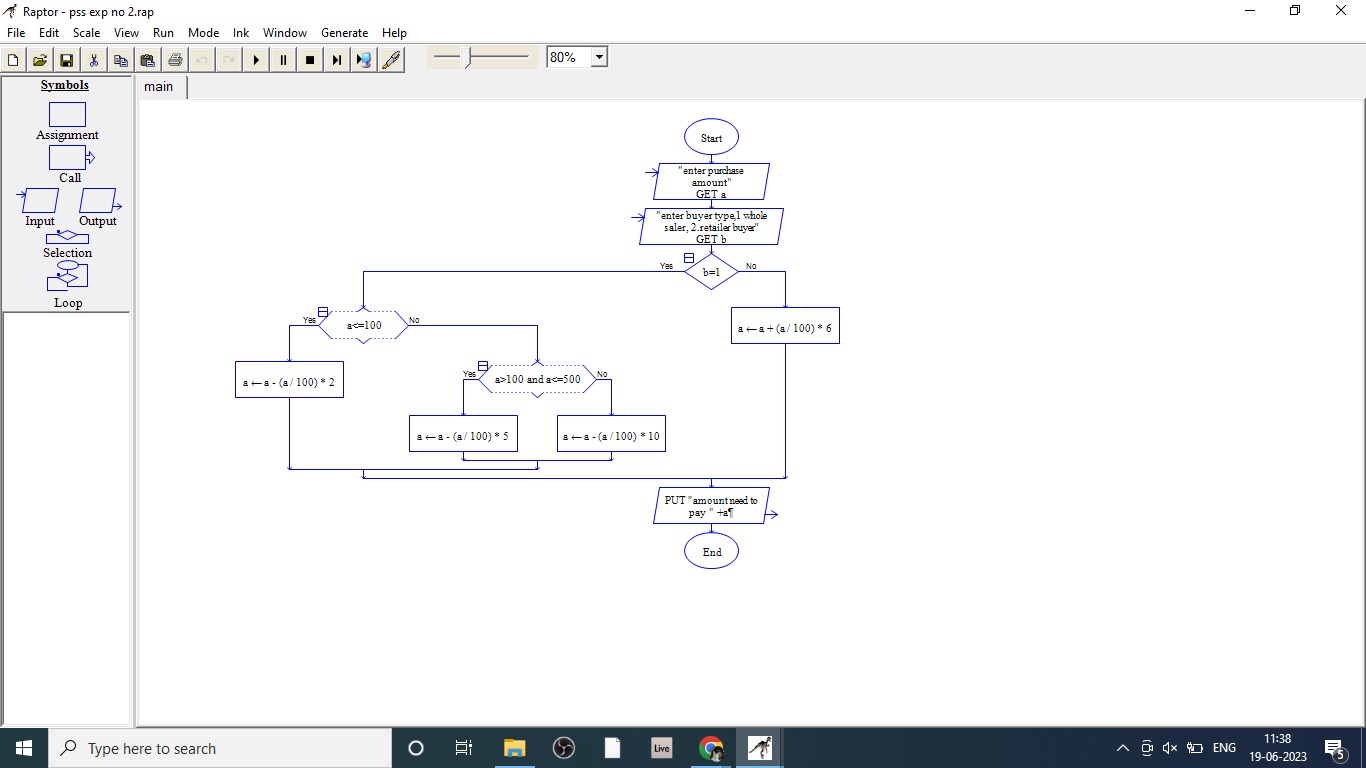 Raptor - pss exp no 2.rap
File Edit Scale View Run Mode Ink Window Generate Help
80%
Symbols
Assignment
Call
Input Output
Selection
Loop
main
Start
"enter purchase
amount"
GET a
"enter buyer type,1 whole
saler, 2.retailer buyer"
GET b
Yes b=1 No
Yes a<=100 No
a ← a + (a / 100) * 6
a ← a - (a / 100) * 2
Yes a>100 and a<=500 No
a ← a - (a / 100) * 5
a ← a - (a / 100) * 10
PUT "amount need to
pay " +a¶
End
Type here to search
Live
ENG
11:38
19-06-2023
5